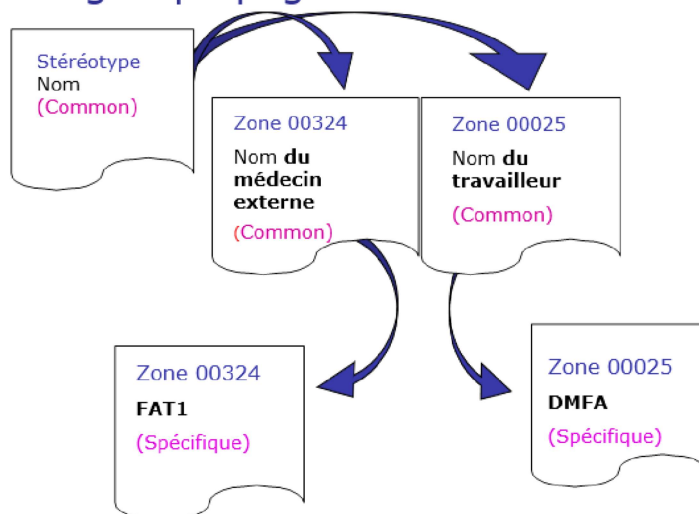 Stéréotype
Nom
(Common)
Zone 00324
Nom du
médecin
externe
(Common)
Zone 00025
Nom du
travailleur
(Common)
Zone 00324
FAT1
(Spécifique)
Zone 00025
DMFA
(Spécifique)